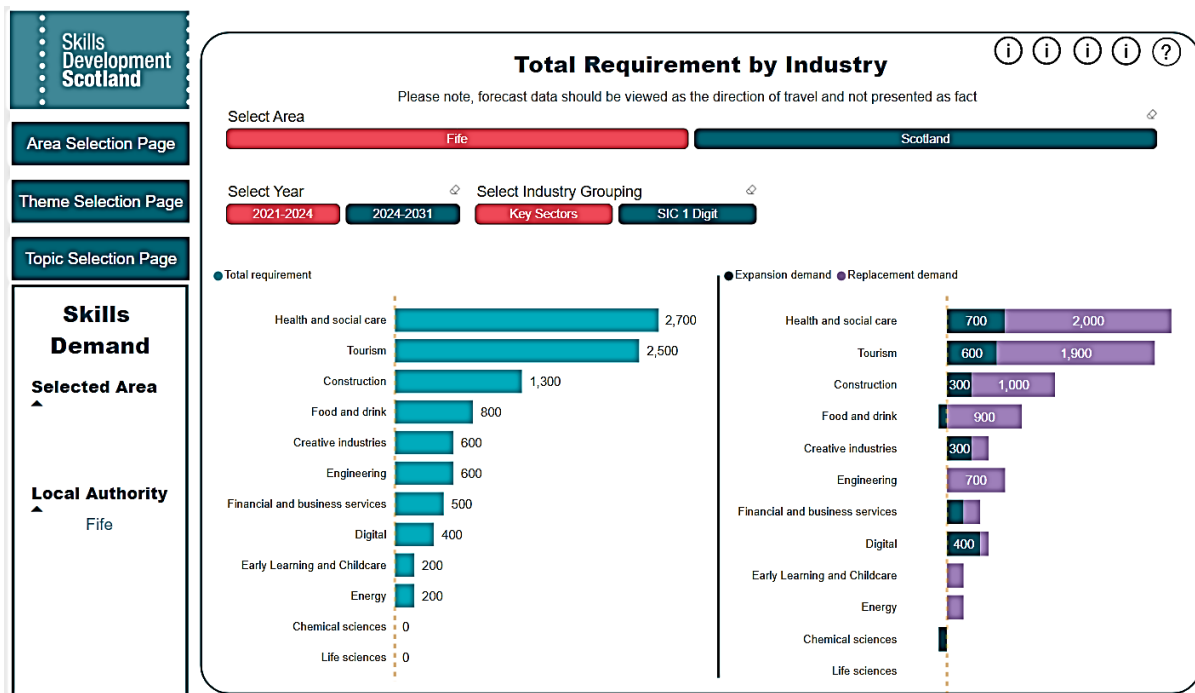 Skills
Development
Scotland
Area Selection Page
Theme Selection Page
Topic Selection Page
Skills
Demand
Selected Area
Local Authority
Fife
i i i i ?
Total Requirement by Industry
Please note, forecast data should be viewed as the direction of travel and not presented as fact
Select Area
Fife Scotland
Select Year Select Industry Grouping
2021-2024 2024-2031 Key Sectors SIC 1 Digit
Total requirement
Health and social care 2,700
Tourism 2,500
Construction 1,300
Food and drink 800
Creative industries 600
Engineering 600
Financial and business services 500
Digital 400
Early Learning and Childcare 200
Energy 200
Chemical sciences 0
Life sciences 0
Expansion demand Replacement demand
Health and social care 700 2,000
Tourism 600 1,900
Construction 300 1,000
Food and drink 900
Creative industries 300
Engineering 700
Financial and business services
Digital 400
Early Learning and Childcare
Energy
Chemical sciences
Life sciences